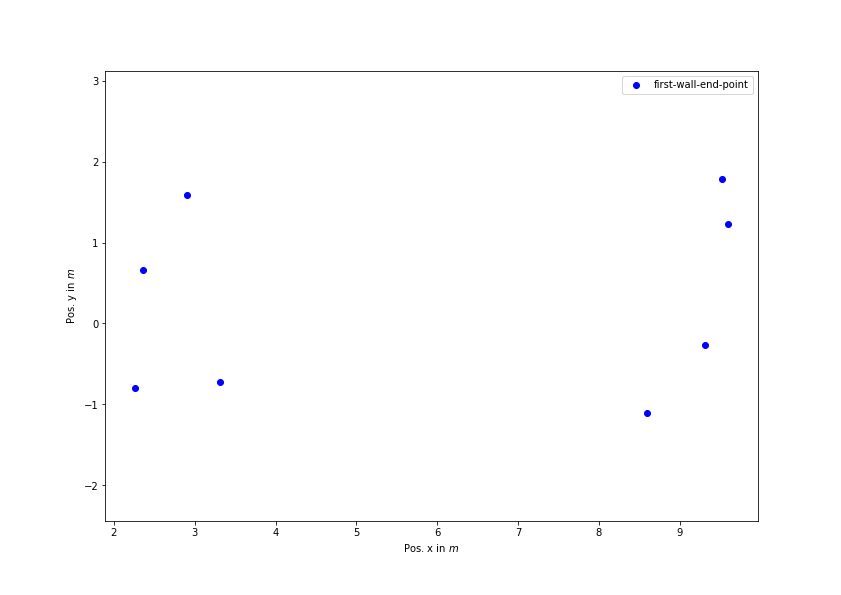 first-wall-end-point
3
2
1
0
−1
−2
Pos. y in m
2 3 4 5 6 7 8 9
Pos. x in m